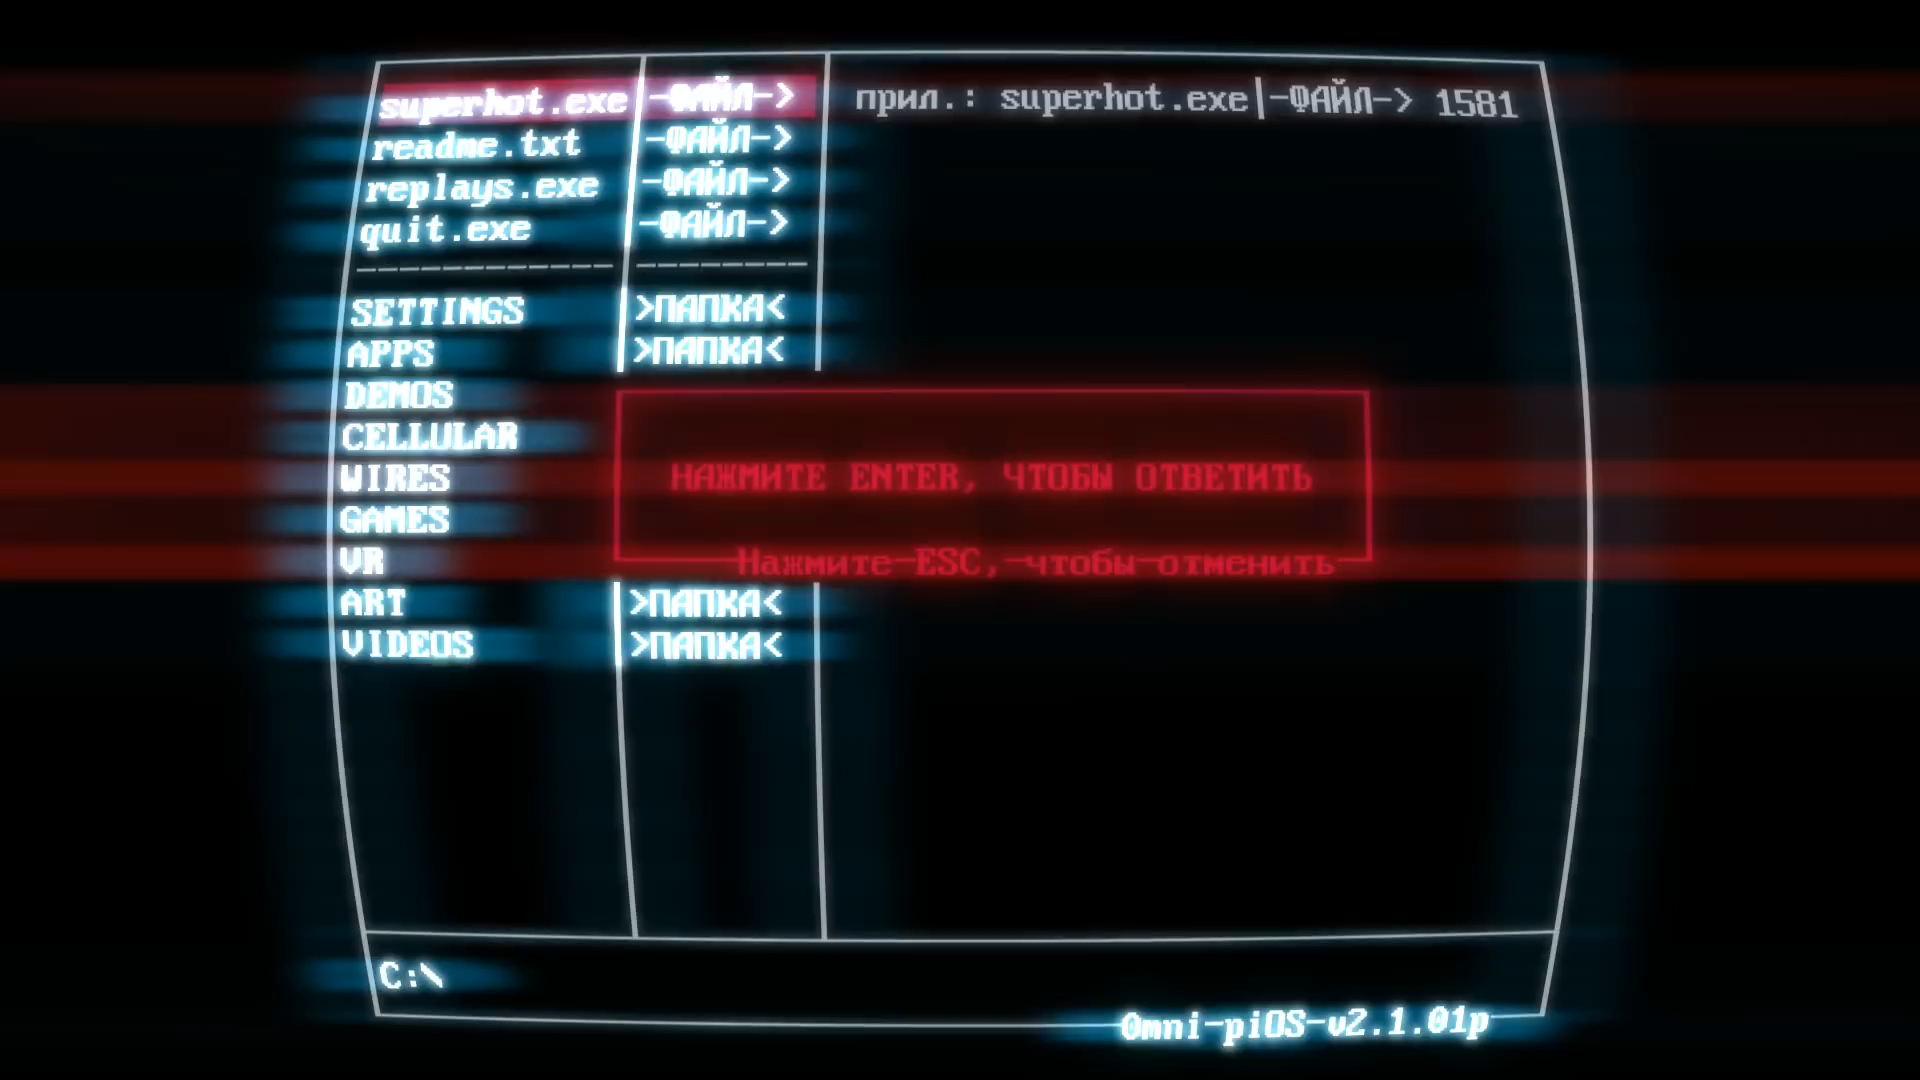 superhot.exe -ФАЙЛ-> прил.: superhot.exe|-ФАЙЛ-> 1581
readme.txt -ФАЙЛ->
replays.exe -ФАЙЛ->
quit.exe -ФАЙЛ->
SETTINGS >ПАПКА<
APPS >ПАПКА<
DEMOS
CELLULAR
WIRES
НАЖМИТЕ ENTER, ЧТОБЫ ОТВЕТИТЬ
GAMES
VR
Нажмите-ESC,-чтобы-отменить
ART >ПАПКА<
VIDEOS >ПАПКА<
C:\
Omni-piOS-v2.1.01p